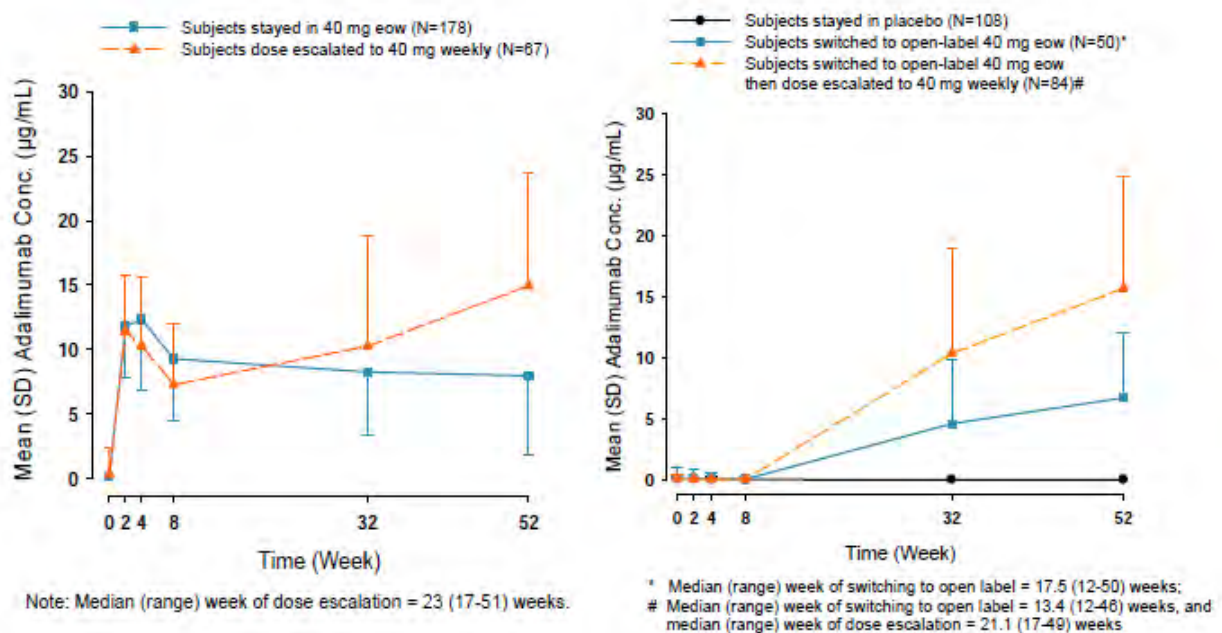 Subjects stayed in 40 mg eow (N=178)
Subjects dose escalated to 40 mg weekly (N=67)
Mean (SD) Adalimumab Conc. (µg/mL)
30
25
20
15
10
5
0
0 2 4 8 32 52
Time (Week)
Note: Median (range) week of dose escalation = 23 (17-51) weeks.
Subjects stayed in placebo (N=108)
Subjects switched to open-label 40 mg eow (N=50)*
Subjects switched to open-label 40 mg eow
then dose escalated to 40 mg weekly (N=84)#
Mean (SD) Adalimumab Conc. (µg/mL)
30
25
20
15
10
5
0
0 2 4 8 32 52
Time (Week)
* Median (range) week of switching to open label = 17.5 (12-50) weeks;
# Median (range) week of switching to open label = 13.4 (12-46) weeks, and
median (range) week of dose escalation = 21.1 (17-49) weeks